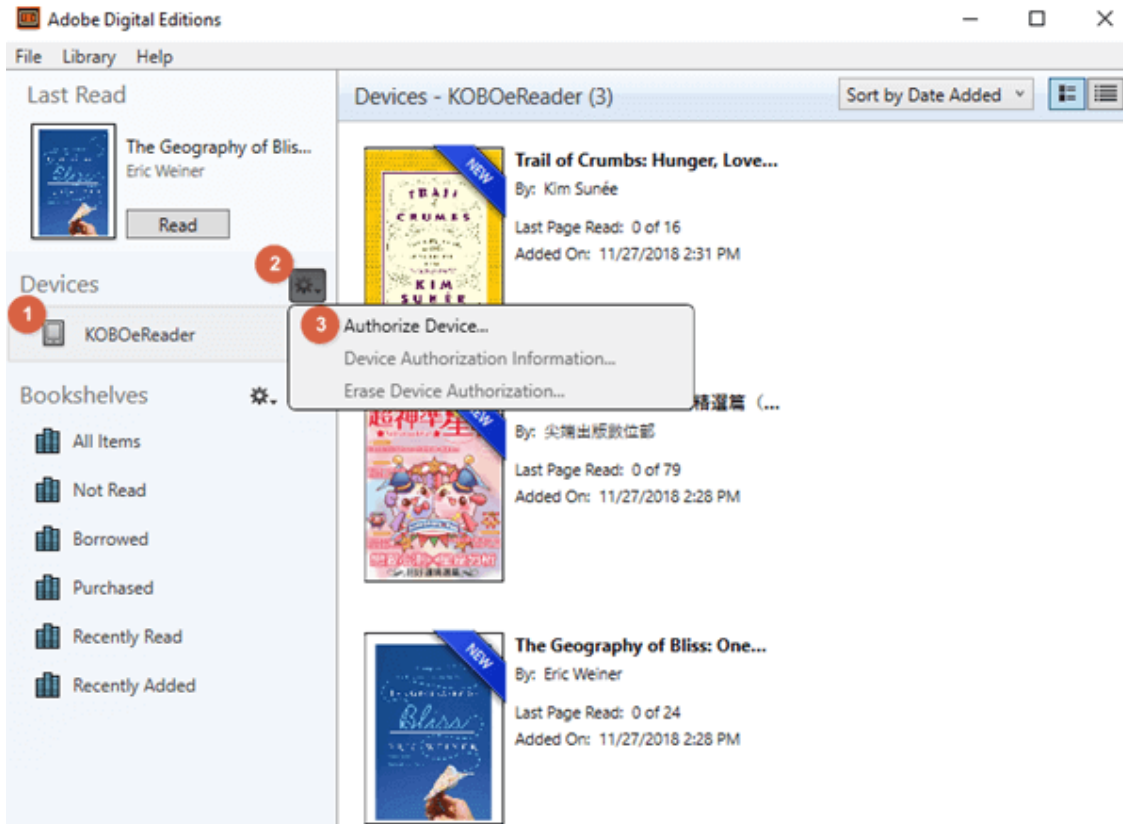 Adobe Digital Editions
File Library Help
Last Read
The Geography of Blis...
Eric Weiner
Read
Devices
KOBOeReader
Bookshelves
All Items
Not Read
Borrowed
Purchased
Recently Read
Recently Added
1
2
3
Authorize Device...
Device Authorization Information...
Erase Device Authorization...
Devices - KOBOeReader (3)
Sort by Date Added
NEW
TRAIL
CRUMBS
KIM
SUNÉE
Trail of Crumbs: Hunger, Love...
By: Kim Sunée
Last Page Read: 0 of 16
Added On: 11/27/2018 2:31 PM
NEW
超神準星
精選篇（...
By: 尖端出版數位部
Last Page Read: 0 of 79
Added On: 11/27/2018 2:28 PM
NEW
Bliss
ERIC WEINER
The Geography of Bliss: One...
By: Eric Weiner
Last Page Read: 0 of 24
Added On: 11/27/2018 2:28 PM